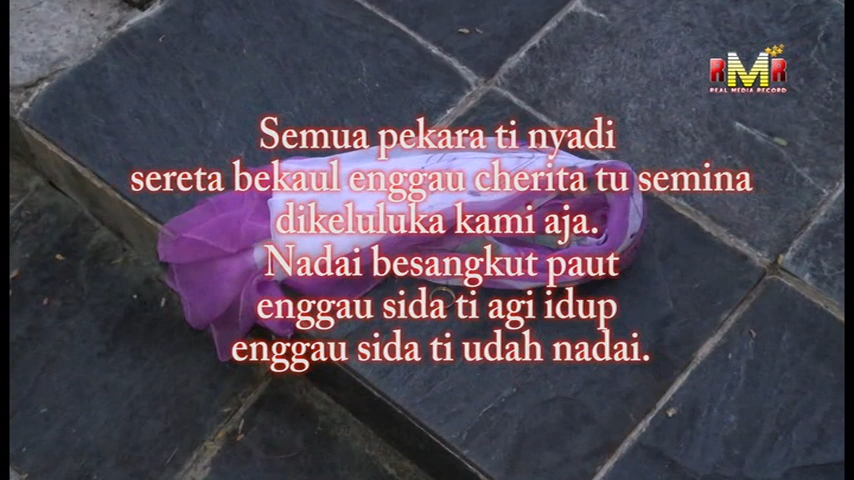 RMR
REAL MEDIA RECORD
Semua pekara ti nyadi
sereta bekaul enggau cherita tu semina
dikeluluka kami aja.
Nadai besangkut paut
enggau sida ti agi idup
enggau sida ti udah nadai.